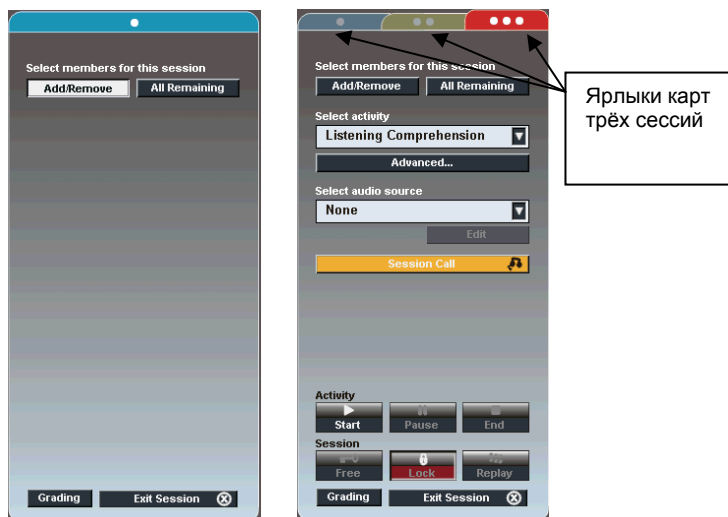 Select members for this session
Add/Remove All Remaining
Grading Exit Session
Select members for this session
Add/Remove All Remaining
Select activity
Listening Comprehension
Advanced...
Select audio source
None
Edit
Session Call
Activity
Start Pause End
Session
Free Lock Replay
Grading Exit Session
Ярлыки карт
трёх сессий